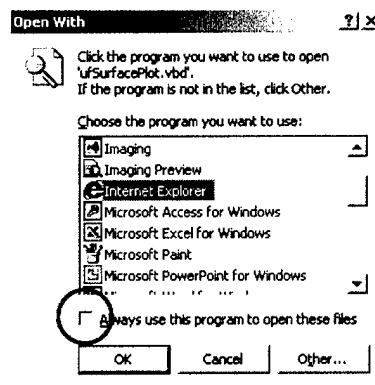 Open With
Click the program you want to use to open
'ufSurfacePlot.vbd'.
If the program is not in the list, click Other.
Choose the program you want to use:
Imaging
Imaging Preview
Internet Explorer
Microsoft Access for Windows
Microsoft Excel for Windows
Microsoft Paint
Microsoft PowerPoint for Windows
Always use this program to open these files
OK Cancel Other...